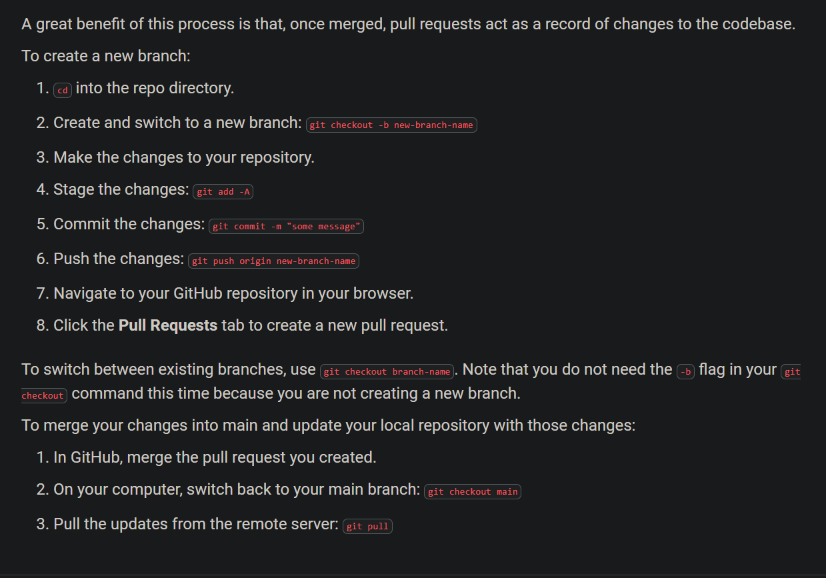 A great benefit of this process is that, once merged, pull requests act as a record of changes to the codebase.
To create a new branch:
1. cd into the repo directory.
2. Create and switch to a new branch: git checkout -b new-branch-name
3. Make the changes to your repository.
4. Stage the changes: git add -A
5. Commit the changes: git commit -m "some message"
6. Push the changes: git push origin new-branch-name
7. Navigate to your GitHub repository in your browser.
8. Click the Pull Requests tab to create a new pull request.
To switch between existing branches, use git checkout branch-name. Note that you do not need the -b flag in your git
checkout command this time because you are not creating a new branch.
To merge your changes into main and update your local repository with those changes:
1. In GitHub, merge the pull request you created.
2. On your computer, switch back to your main branch: git checkout main
3. Pull the updates from the remote server: git pull